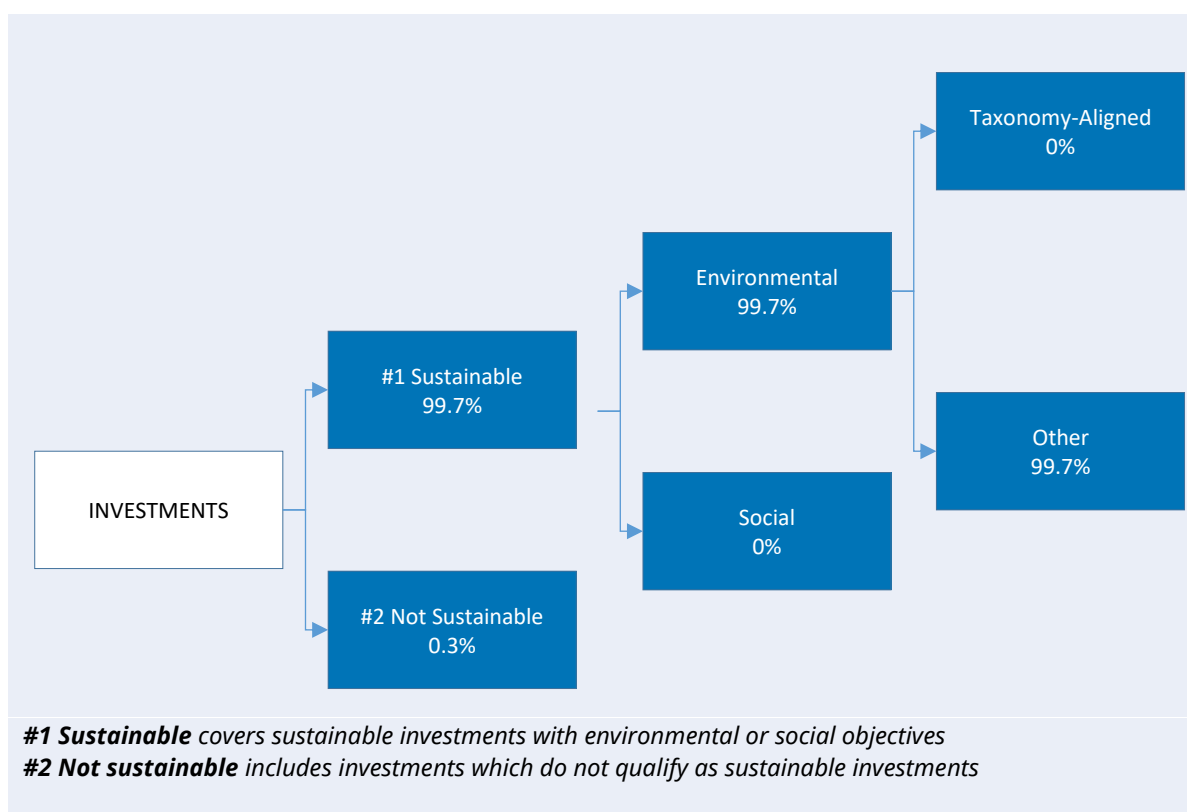 INVESTMENTS
#1 Sustainable
99.7%
#2 Not Sustainable
0.3%
Environmental
99.7%
Social
0%
Taxonomy-Aligned
0%
Other
99.7%
#1 Sustainable covers sustainable investments with environmental or social objectives
#2 Not sustainable includes investments which do not qualify as sustainable investments